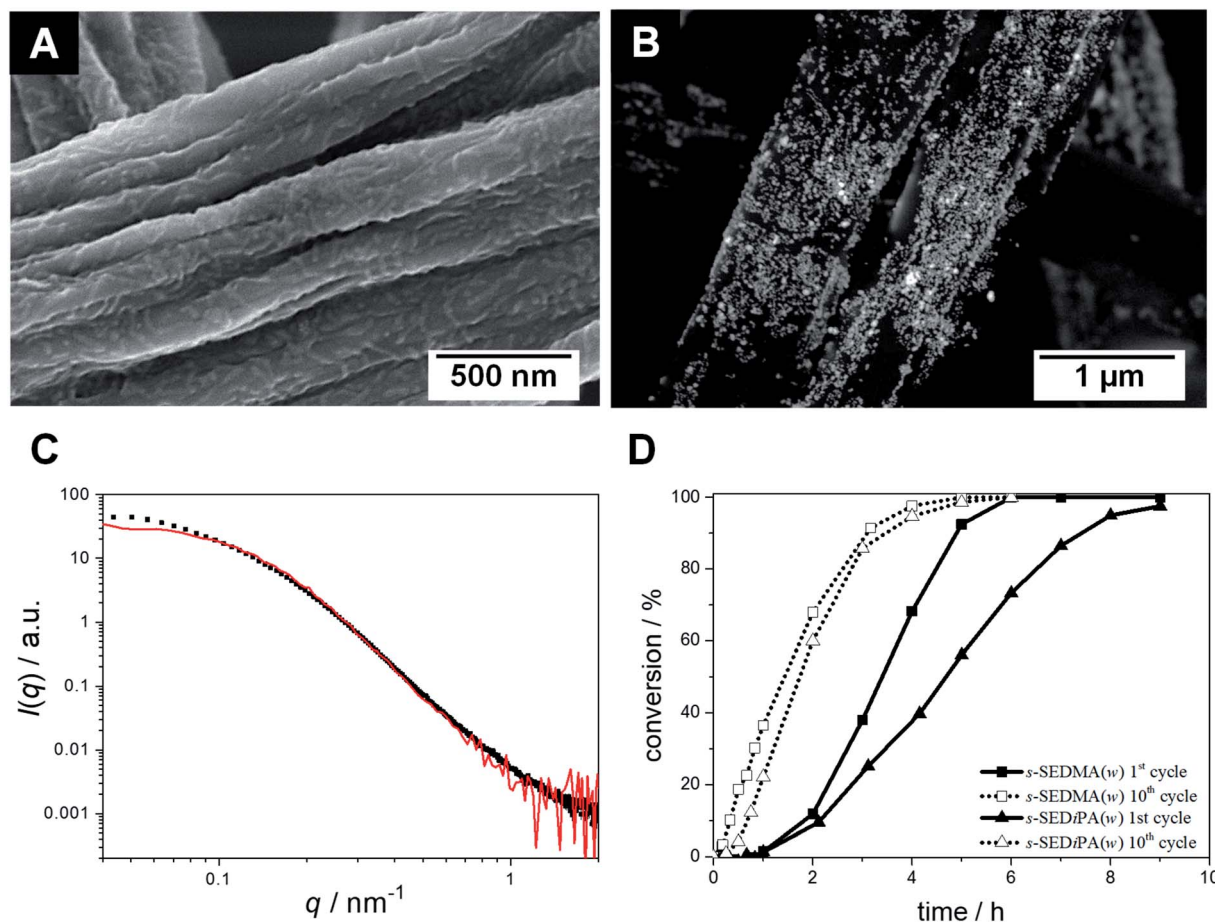 A
500 nm
B
1 µm
C
100
10
1
0.1
0.01
0.001
I(q) / a.u.
0.1
1
q / nm⁻¹
D
100
80
60
40
20
0
conversion / %
s-SEDMA(w) 1ˢᵗ cycle
s-SEDMA(w) 10ᵗʰ cycle
s-SEDiPA(w) 1st cycle
s-SEDiPA(w) 10ᵗʰ cycle
0
2
4
6
8
10
time / h